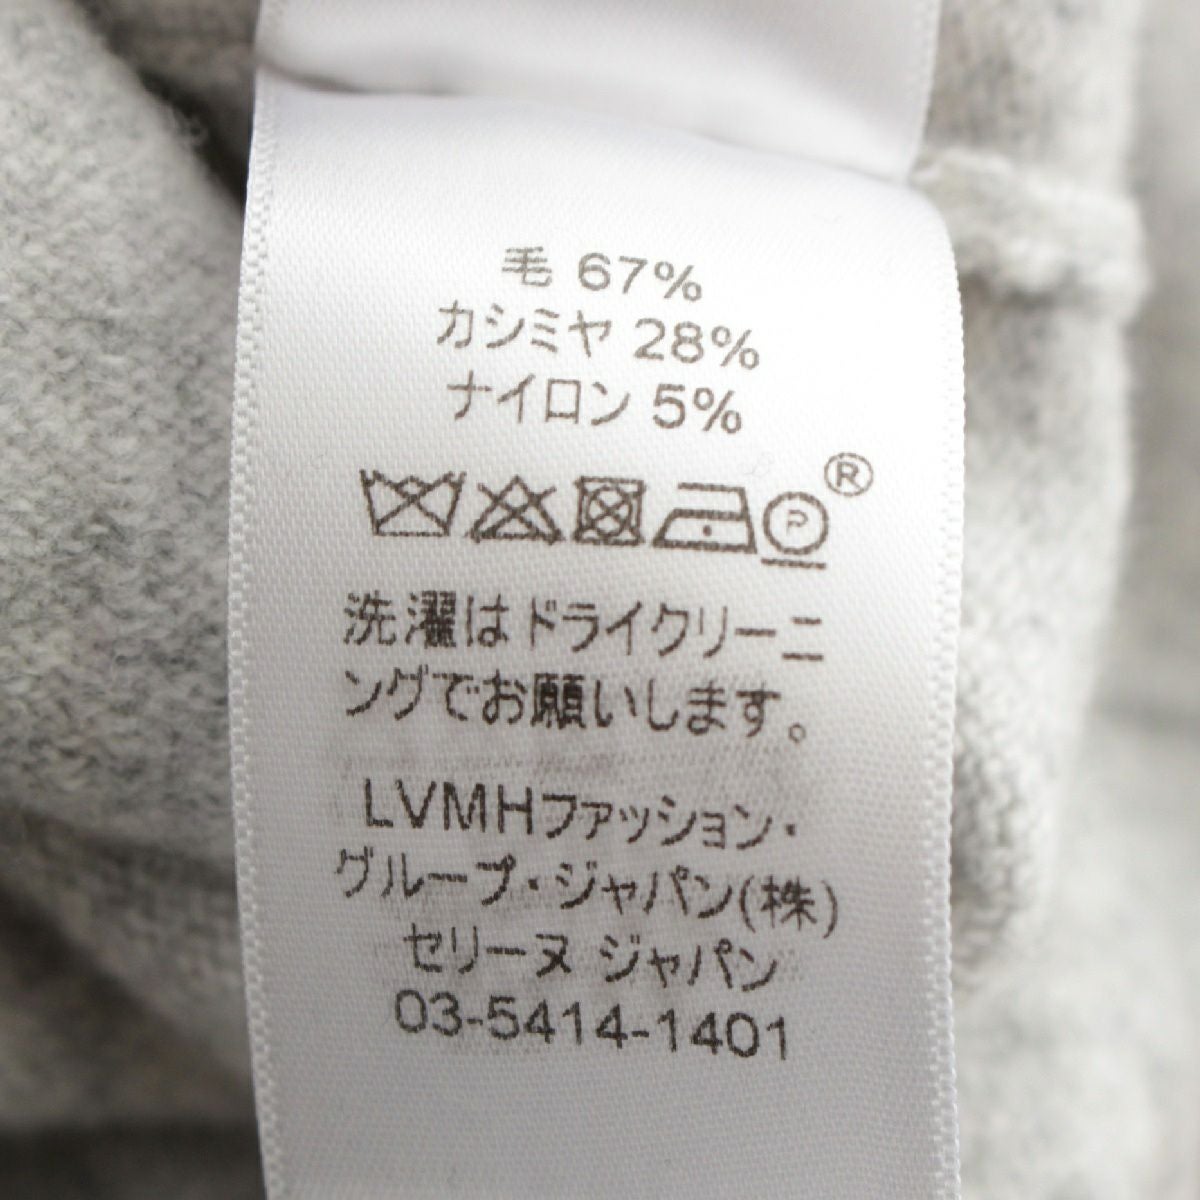 毛 67%
カシミヤ 28%
ナイロン 5%
P ®
洗濯はドライクリーニ
ングでお願いします。
LVMHファッション・
グループ・ジャパン(株)
セリーヌ ジャパン
03-5414-1401